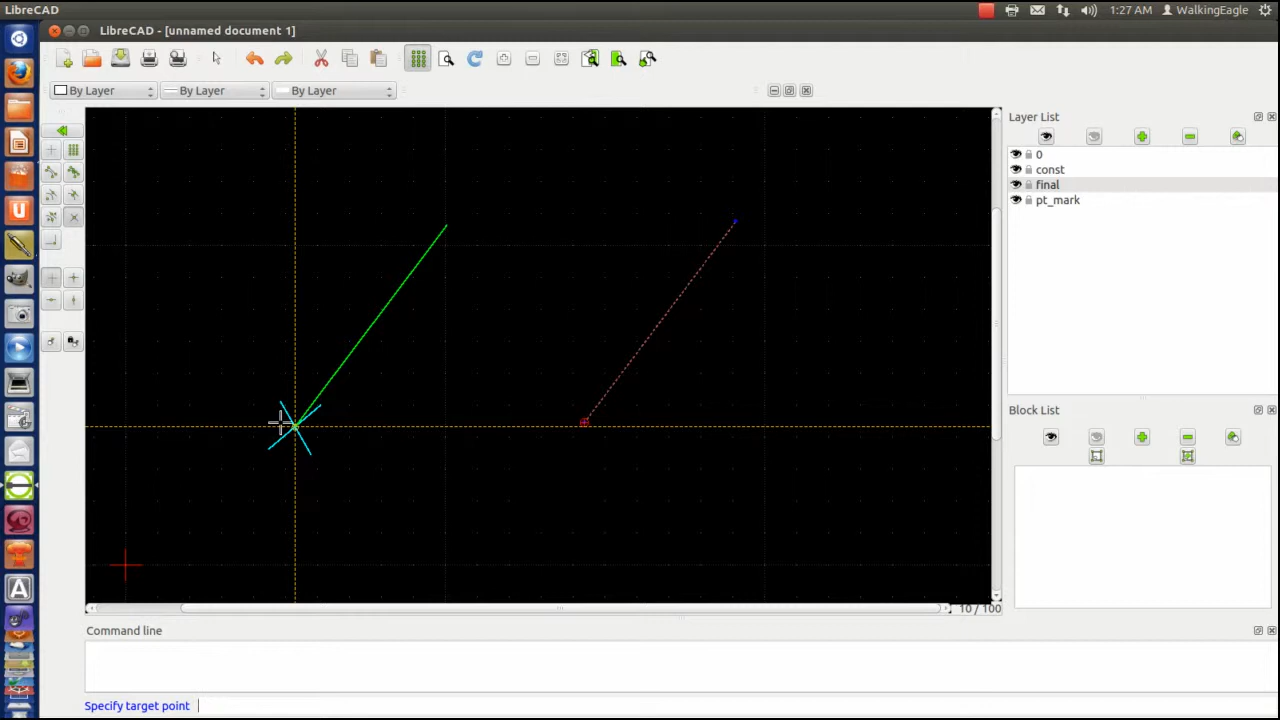 LibreCAD
1:27 AM
WalkingEagle
LibreCAD - [unnamed document 1]
By Layer
By Layer
By Layer
Layer List
0
const
final
pt_mark
Block List
10 / 100
Command line
Specify target point